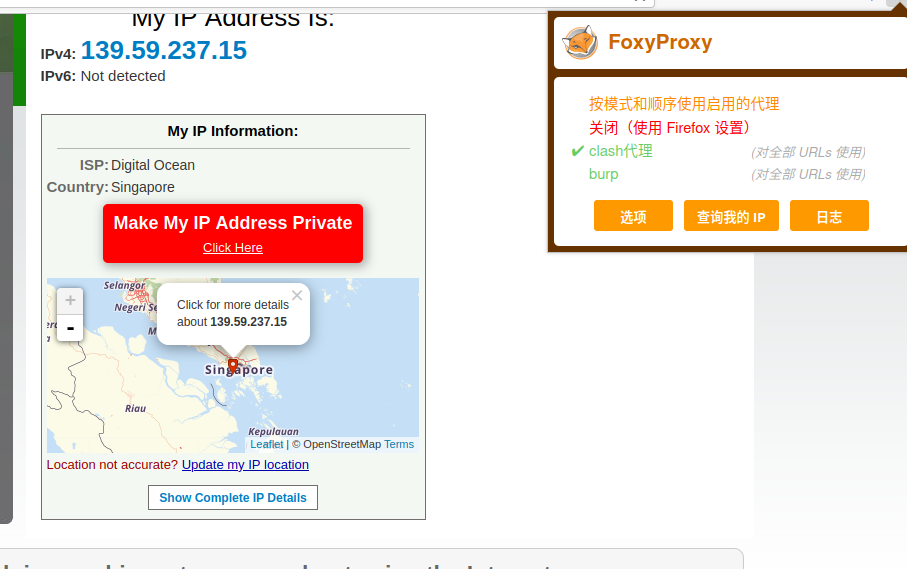 My IP Address Is:
IPv4: 139.59.237.15
IPv6: Not detected
My IP Information:
ISP: Digital Ocean
Country: Singapore
Make My IP Address Private
Click Here
Selangor
Negeri Se
+
-
Click for more details
about 139.59.237.15
×
Singapore
Riau
Kepulauan
Leaflet | © OpenStreetMap Terms
Location not accurate? Update my IP location
Show Complete IP Details
FoxyProxy
按模式和顺序使用启用的代理
关闭（使用 Firefox 设置）
✔ clash代理 (对全部 URLs 使用)
burp (对全部 URLs 使用)
选项 查询我的 IP 日志